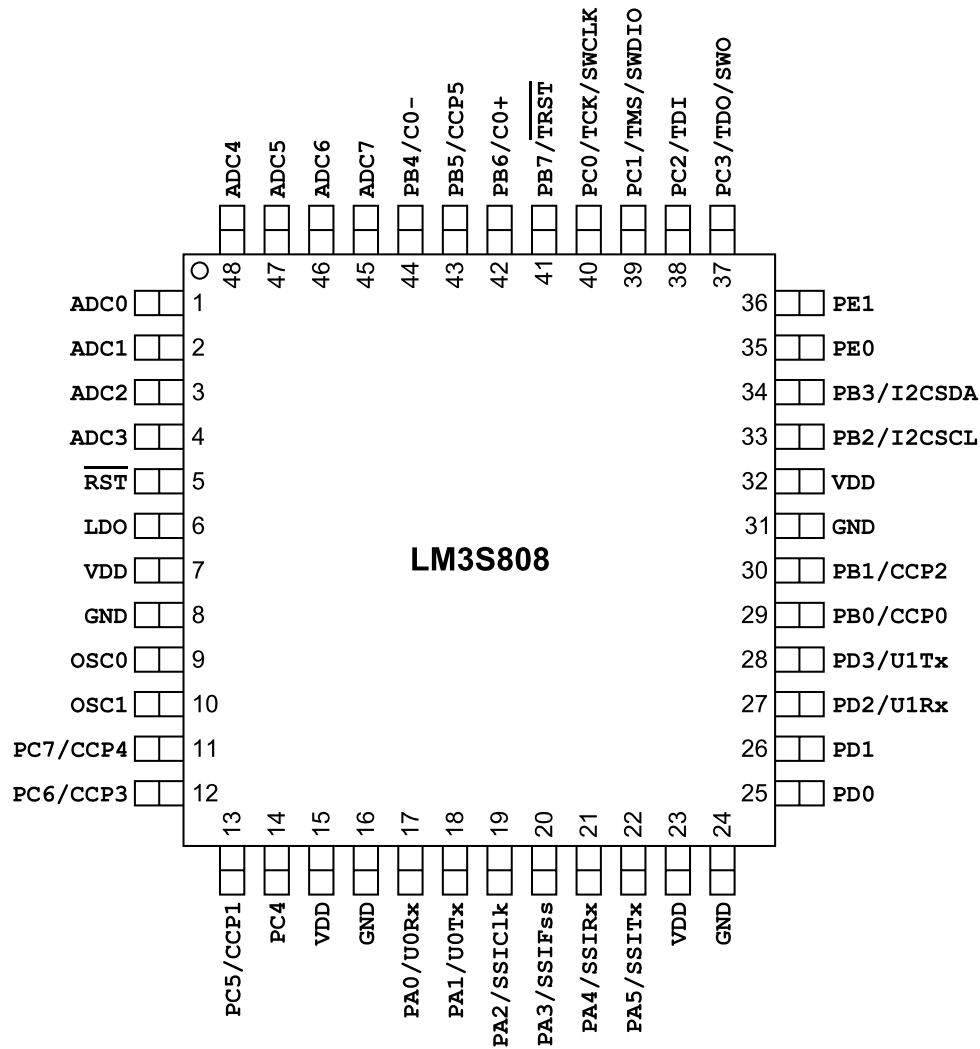 ADC4
ADC5
ADC6
ADC7
PB4/C0-
PB5/CCP5
PB6/C0+
PB7/TRST
PC0/TCK/SWCLK
PC1/TMS/SWDIO
PC2/TDI
PC3/TDO/SWO
48
47
46
45
44
43
42
41
40
39
38
37
ADC0 1
ADC1 2
ADC2 3
ADC3 4
RST 5
LDO 6
VDD 7
GND 8
OSC0 9
OSC1 10
PC7/CCP4 11
PC6/CCP3 12
LM3S808
36 PE1
35 PE0
34 PB3/I2CSDA
33 PB2/I2CSCL
32 VDD
31 GND
30 PB1/CCP2
29 PB0/CCP0
28 PD3/U1Tx
27 PD2/U1Rx
26 PD1
25 PD0
13
14
15
16
17
18
19
20
21
22
23
24
PC5/CCP1
PC4
VDD
GND
PA0/U0Rx
PA1/U0Tx
PA2/SSIClk
PA3/SSIFss
PA4/SSIRx
PA5/SSITx
VDD
GND